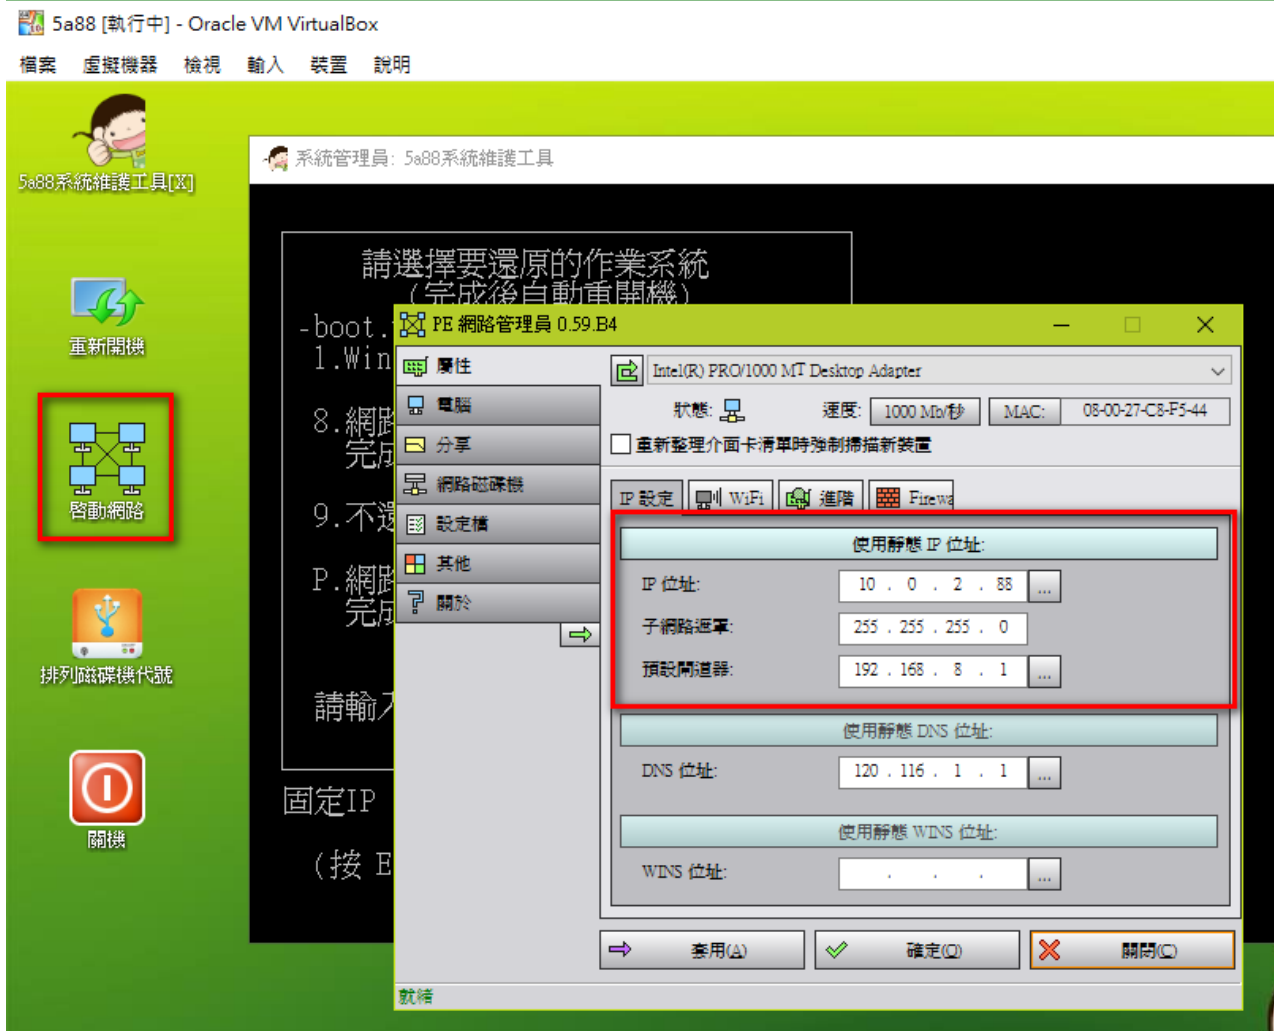 5a88 [執行中] - Oracle VM VirtualBox
檔案 虛擬機器 檢視 輸入 裝置 說明
5a88系統維護工具[X]
重新開機
啓動網路
排列磁碟機代號
關機
系統管理員: 5a88系統維護工具
請選擇要還原的作業系統
(完成後自動重開機)
-boot.
1.Win
8.網路
完成
9.不還
P.網路
完成
請輸入
固定IP
(按 E
PE 網路管理員 0.59.B4
屬性
電腦
分享
網路磁碟機
設定檔
其他
關於
Intel(R) PRO/1000 MT Desktop Adapter
狀態: 速度: 1000 Mb/秒 MAC: 08-00-27-C8-F5-44
重新整理介面卡清單時強制掃描新裝置
IP 設定 WiFi 進階 Firewa
使用靜態 IP 位址:
IP 位址: 10 . 0 . 2 . 88 ...
子網路遮罩: 255 . 255 . 255 . 0
預設閘道器: 192 . 168 . 8 . 1 ...
使用靜態 DNS 位址:
DNS 位址: 120 . 116 . 1 . 1 ...
使用靜態 WINS 位址:
WINS 位址: . . . ...
套用(A) 確定(O) 關閉(C)
就緒